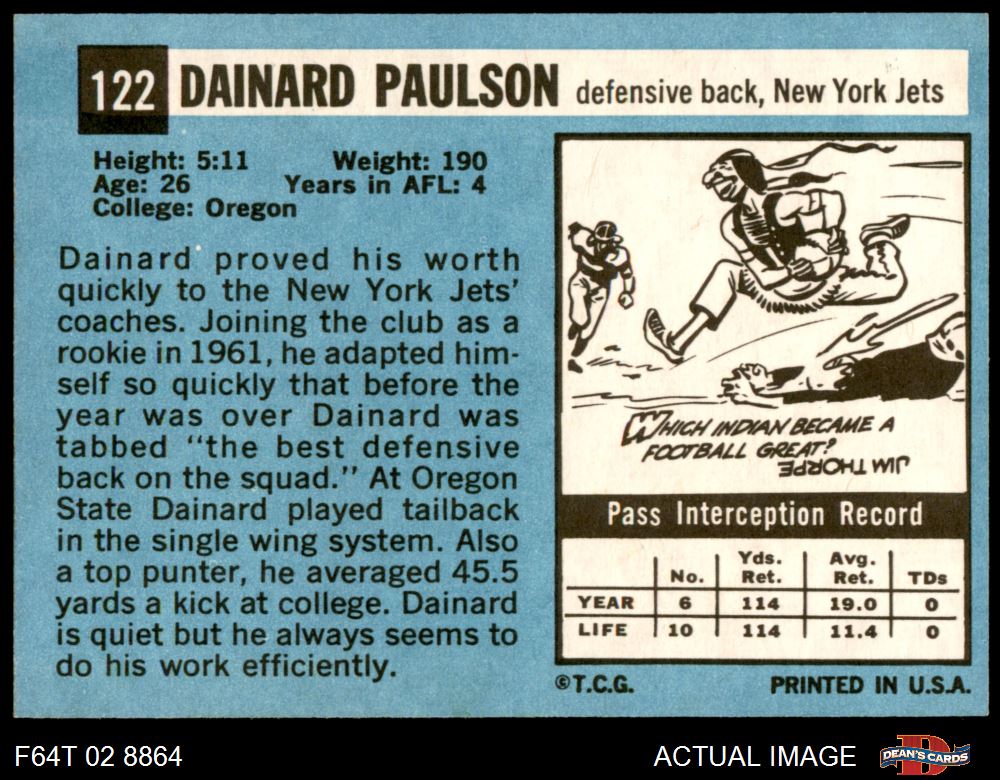 122 DAINARD PAULSON defensive back, New York Jets
Height: 5:11 Weight: 190
Age: 26 Years in AFL: 4
College: Oregon
Dainard proved his worth
quickly to the New York Jets'
coaches. Joining the club as a
rookie in 1961, he adapted him-
self so quickly that before the
year was over Dainard was
tabbed "the best defensive
back on the squad." At Oregon
State Dainard played tailback
in the single wing system. Also
a top punter, he averaged 45.5
yards a kick at college. Dainard
is quiet but he always seems to
do his work efficiently.
WHICH INDIAN BECAME A
FOOTBALL GREAT?
JIM THORPE
Pass Interception Record
No. Yds. Ret. Avg. Ret. TDs
YEAR 6 114 19.0 0
LIFE 10 114 11.4 0
©T.C.G. PRINTED IN U.S.A.
F64T 02 8864 ACTUAL IMAGE DEAN'S CARDS